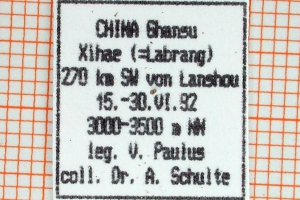 CHINA Ghansu
Xihae (=Labrang)
270 km SW von Lanshou
15.-30.VI.92
3000-3500 m NN
leg. V. Paulus
coll. Dr. A. Schulte